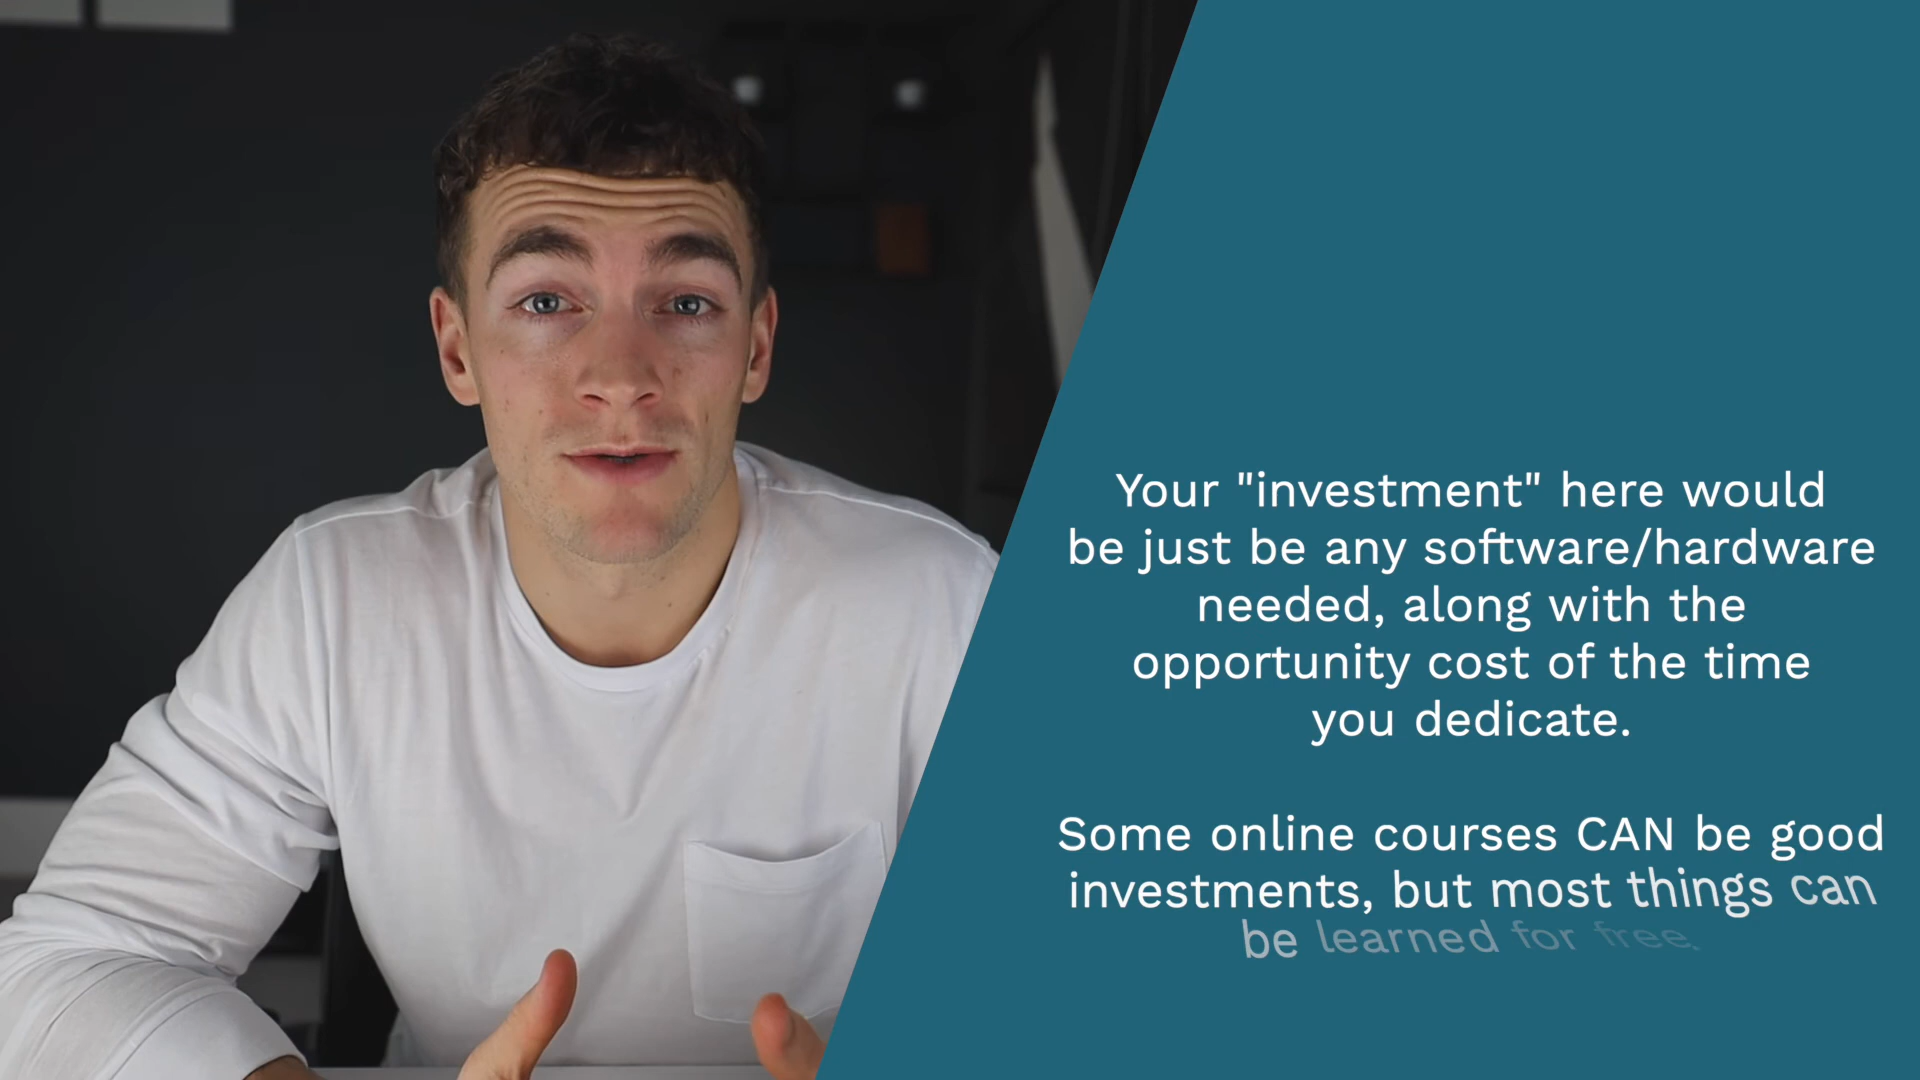 Your "investment" here would
be just be any software/hardware
needed, along with the
opportunity cost of the time
you dedicate.
Some online courses CAN be good
investments, but most things can
be learned for free.